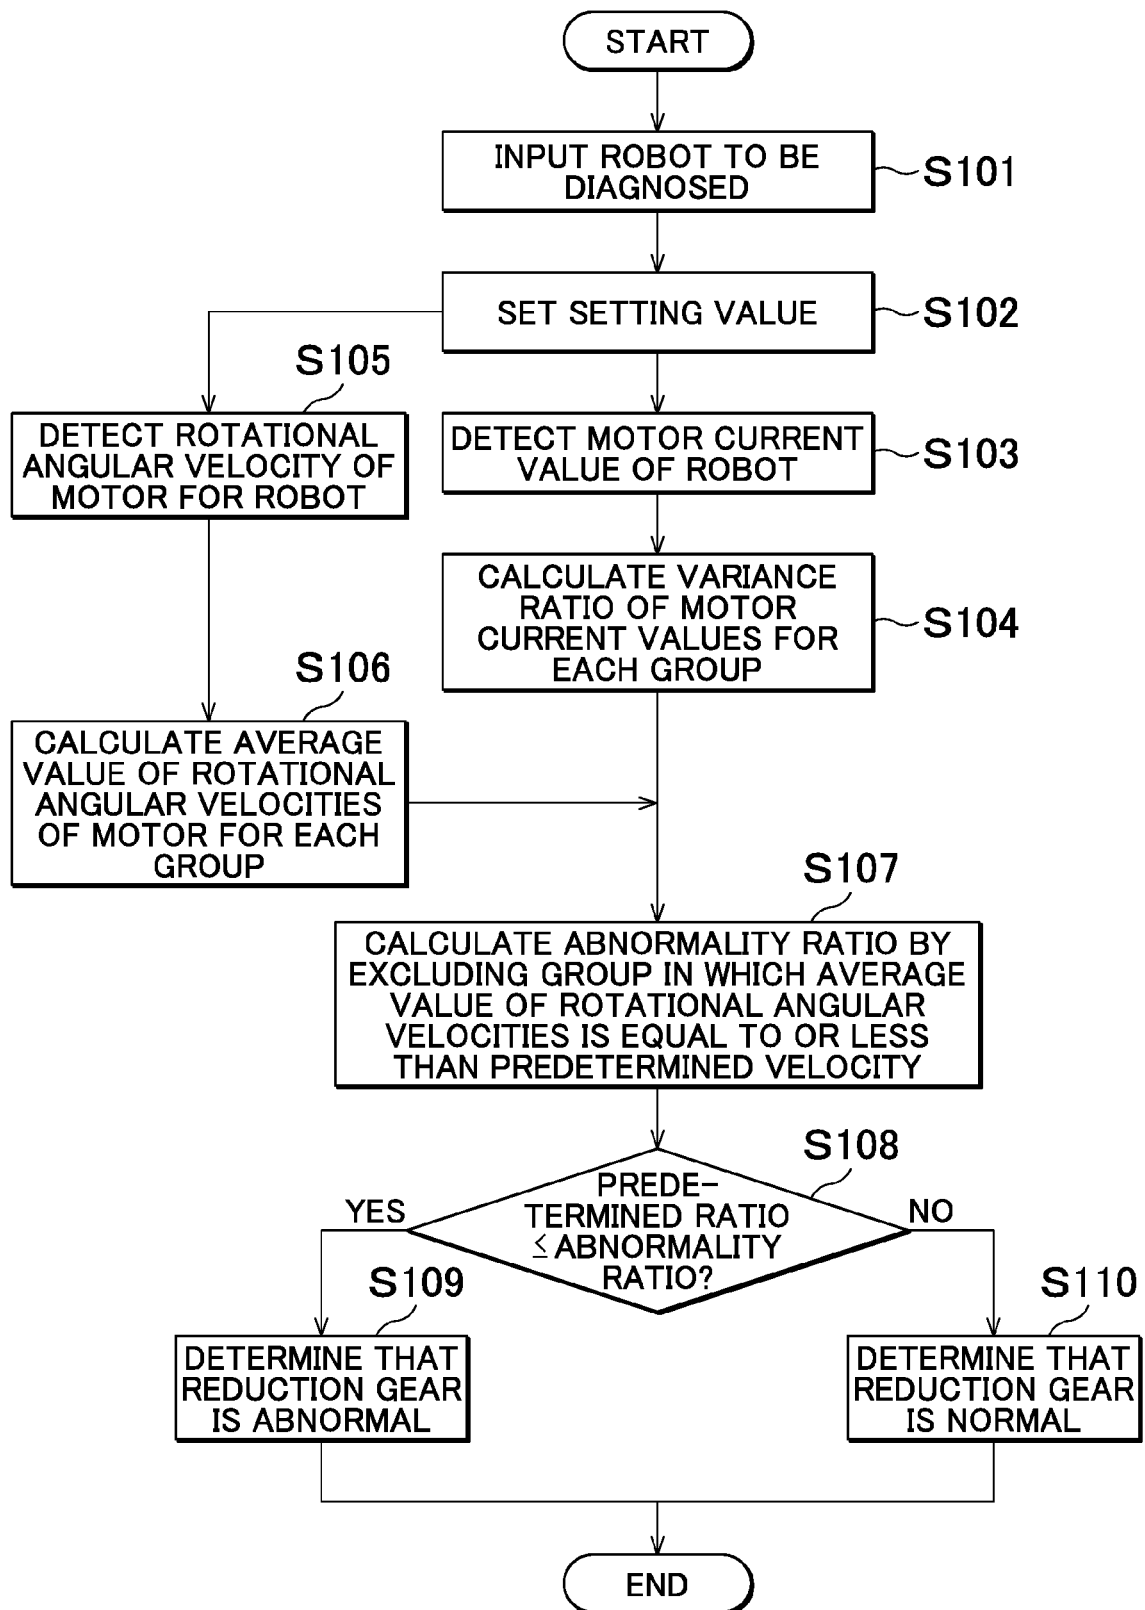 START
INPUT ROBOT TO BE
DIAGNOSED
S101
SET SETTING VALUE
S102
S105
DETECT ROTATIONAL
ANGULAR VELOCITY OF
MOTOR FOR ROBOT
DETECT MOTOR CURRENT
VALUE OF ROBOT
S103
CALCULATE VARIANCE
RATIO OF MOTOR
CURRENT VALUES FOR
EACH GROUP
S104
S106
CALCULATE AVERAGE
VALUE OF ROTATIONAL
ANGULAR VELOCITIES
OF MOTOR FOR EACH
GROUP
S107
CALCULATE ABNORMALITY RATIO BY
EXCLUDING GROUP IN WHICH AVERAGE
VALUE OF ROTATIONAL ANGULAR
VELOCITIES IS EQUAL TO OR LESS
THAN PREDETERMINED VELOCITY
S108
PREDE-
TERMINED RATIO
≤ ABNORMALITY
RATIO?
YES
NO
S109
DETERMINE THAT
REDUCTION GEAR
IS ABNORMAL
S110
DETERMINE THAT
REDUCTION GEAR
IS NORMAL
END